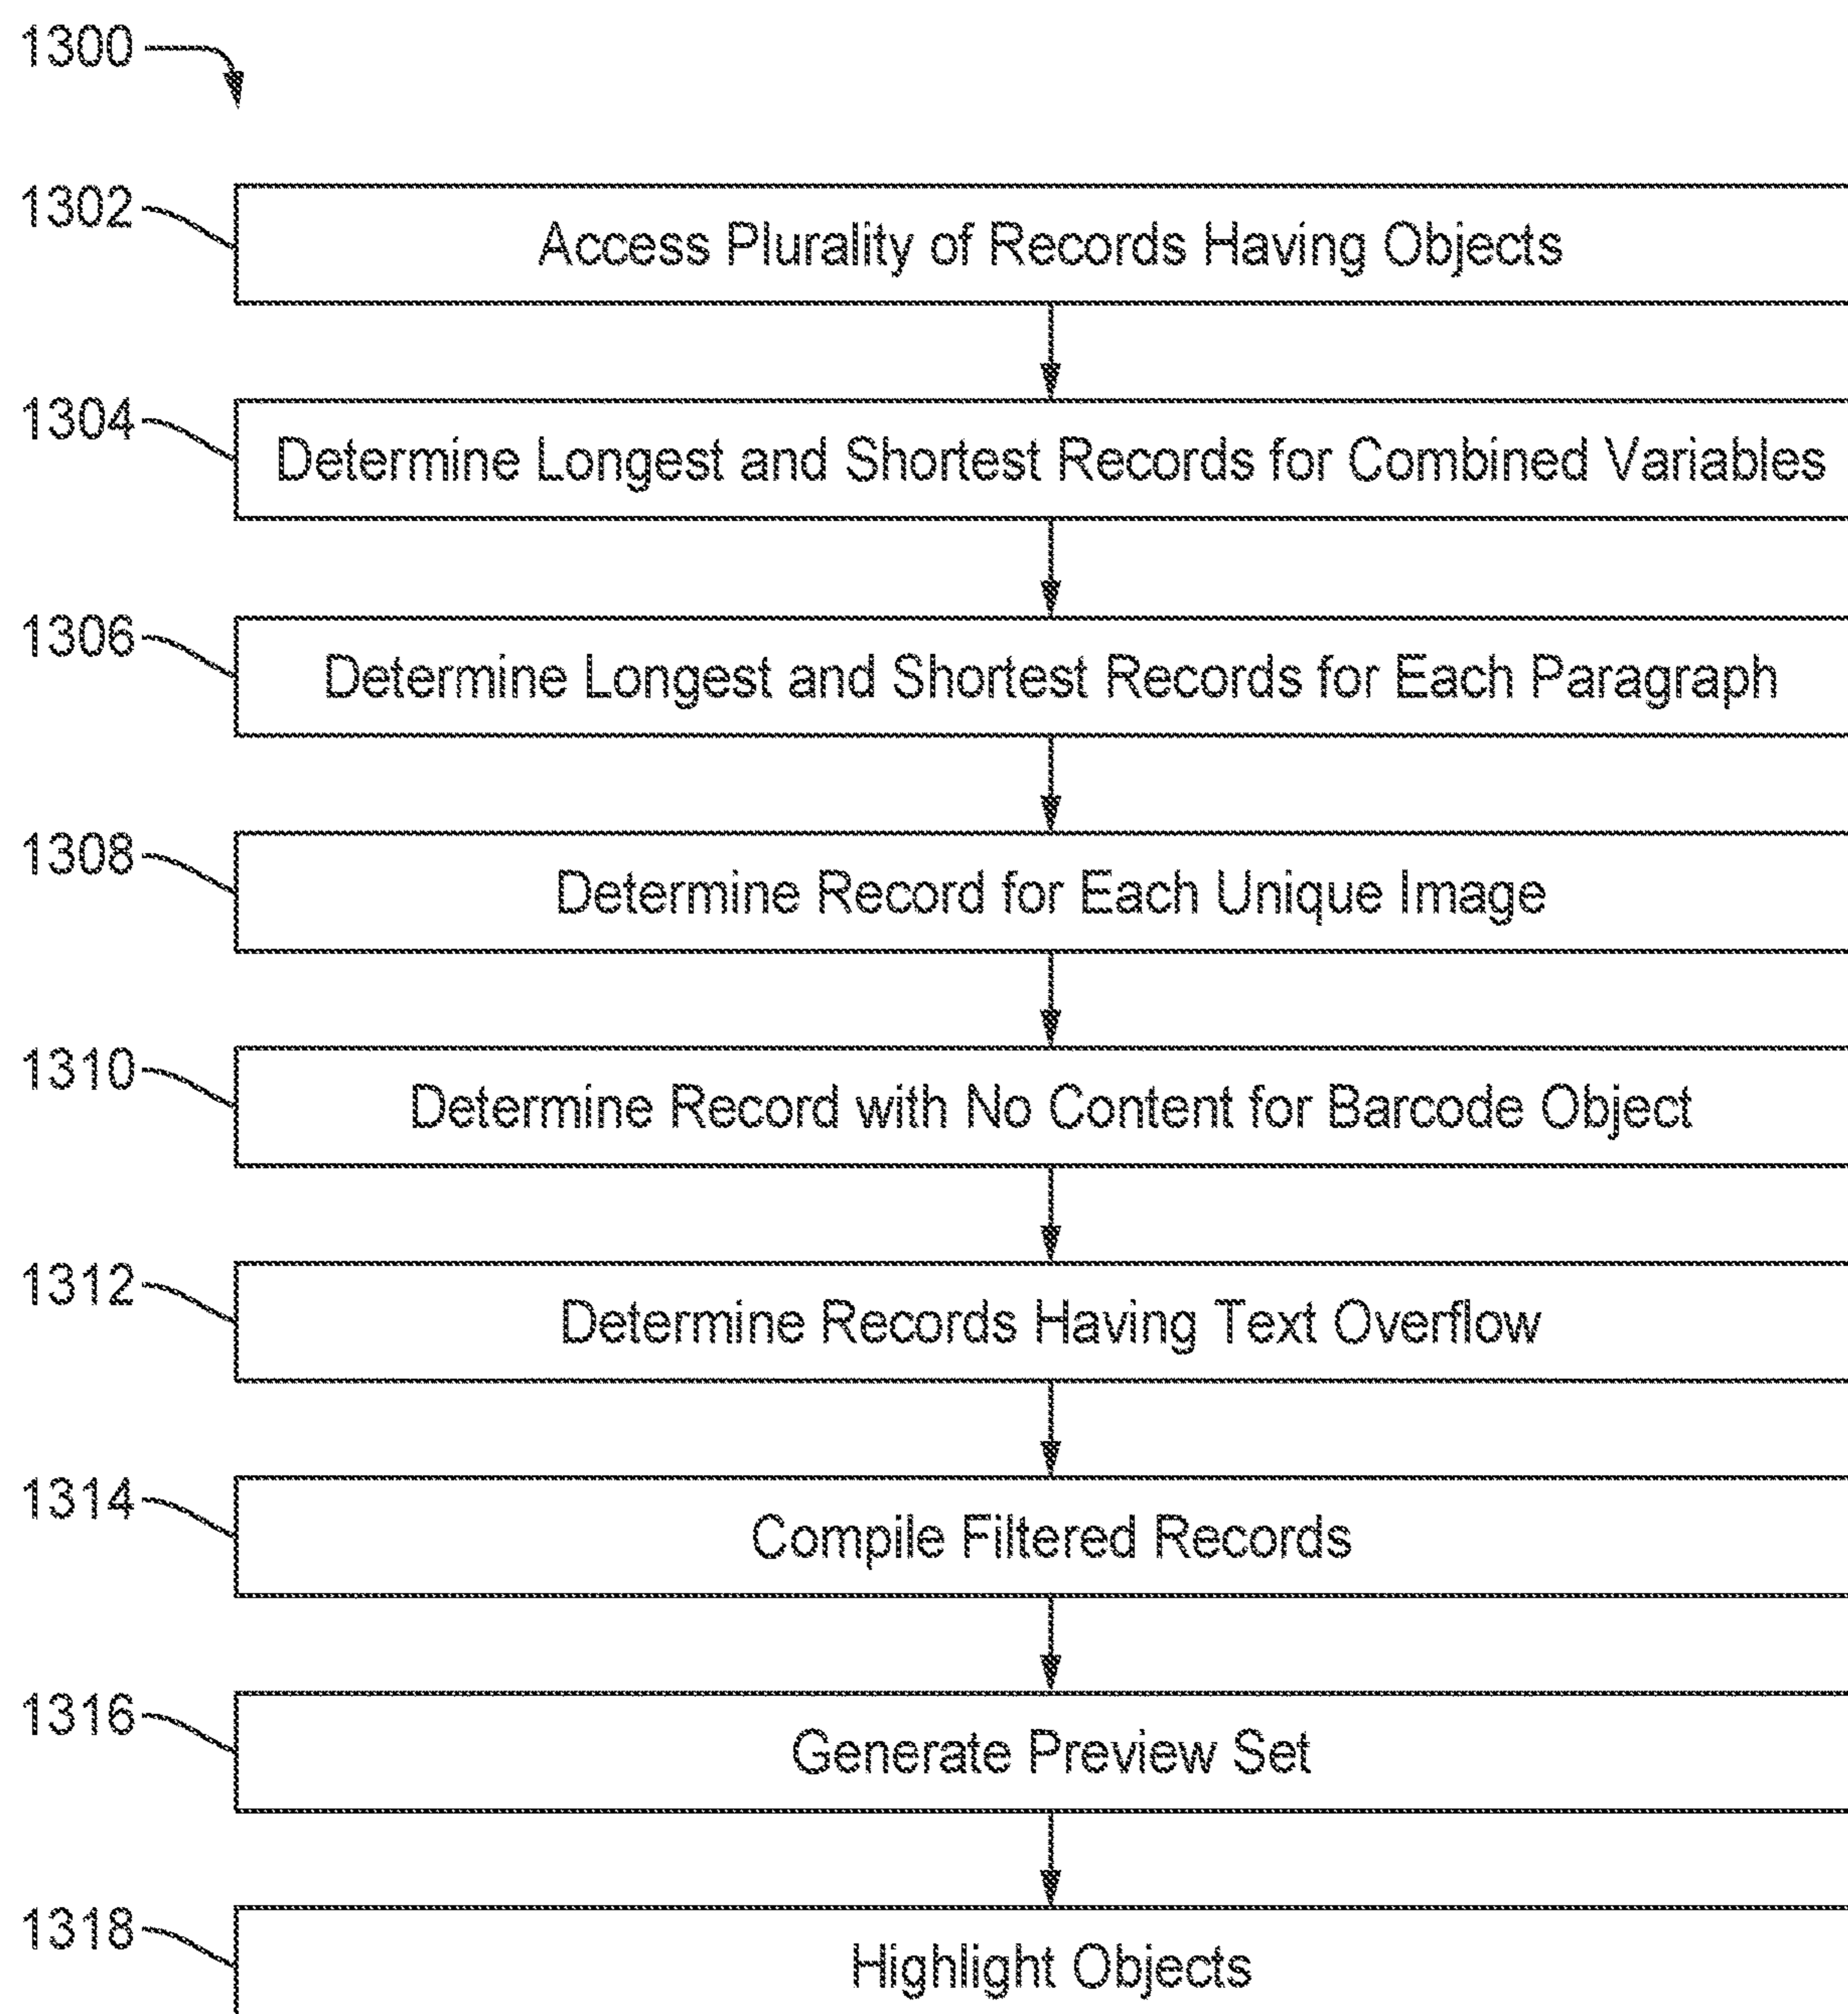 1300
1302
Access Plurality of Records Having Objects
1304
Determine Longest and Shortest Records for Combined Variables
1306
Determine Longest and Shortest Records for Each Paragraph
1308
Determine Record for Each Unique Image
1310
Determine Record with No Content for Barcode Object
1312
Determine Records Having Text Overflow
1314
Compile Filtered Records
1316
Generate Preview Set
1318
Highlight Objects